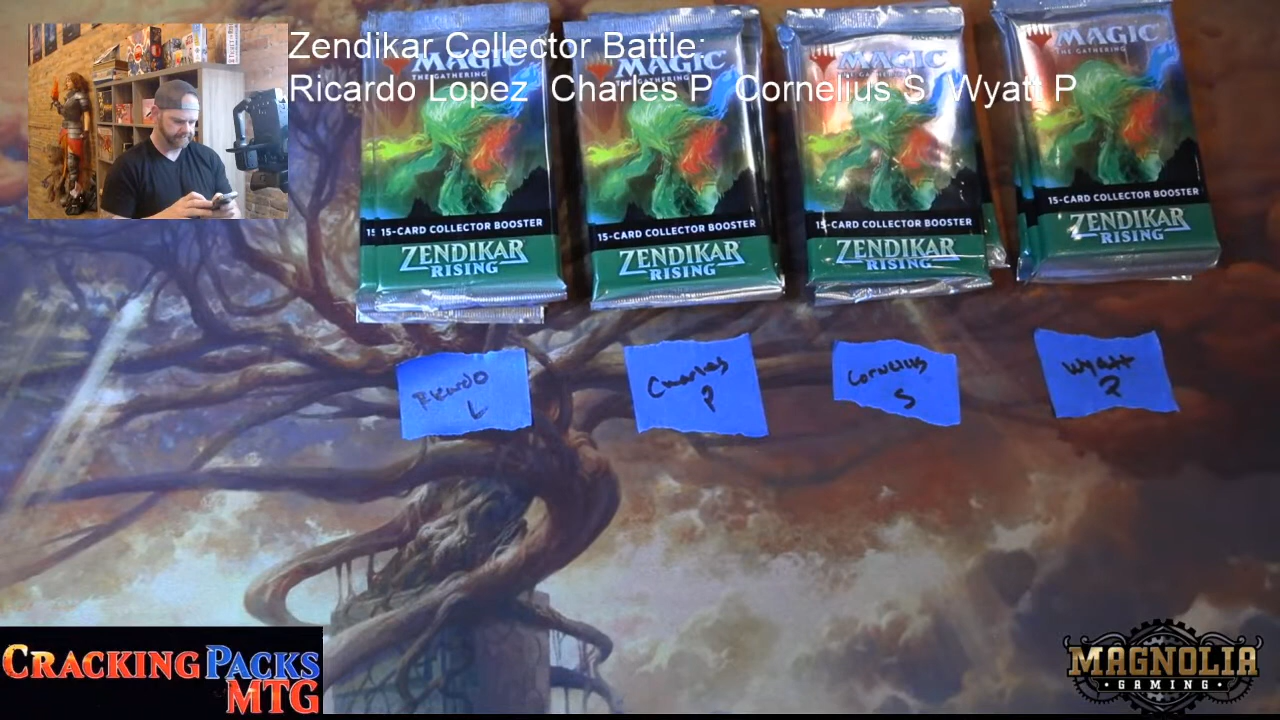 Zendikar Collector Battle:
Ricardo Lopez Charles P Cornelius S Wyatt P
MAGIC
THE GATHERING
15-CARD COLLECTOR BOOSTER
ZENDIKAR
RISING
MAGIC
THE GATHERING
15-CARD COLLECTOR BOOSTER
ZENDIKAR
RISING
MAGIC
THE GATHERING
15-CARD COLLECTOR BOOSTER
ZENDIKAR
RISING
MAGIC
THE GATHERING
15-CARD COLLECTOR BOOSTER
ZENDIKAR
RISING
L
Charles
P
Cornelius
S
Wyatt
P
CRACKING PACKS
MTG
MAGNOLIA
GAMING